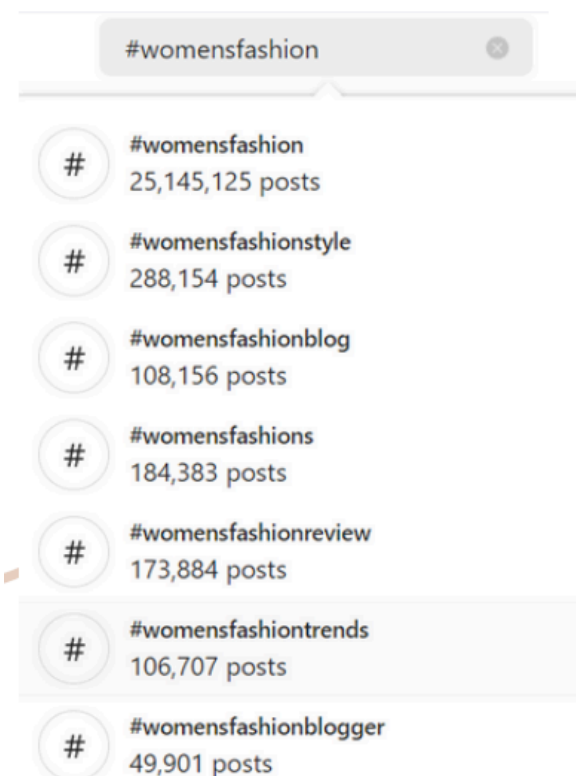 #womensfashion
#
#womensfashion
25,145,125 posts
#
#womensfashionstyle
288,154 posts
#
#womensfashionblog
108,156 posts
#
#womensfashions
184,383 posts
#
#womensfashionreview
173,884 posts
#
#womensfashiontrends
106,707 posts
#
#womensfashionblogger
49,901 posts